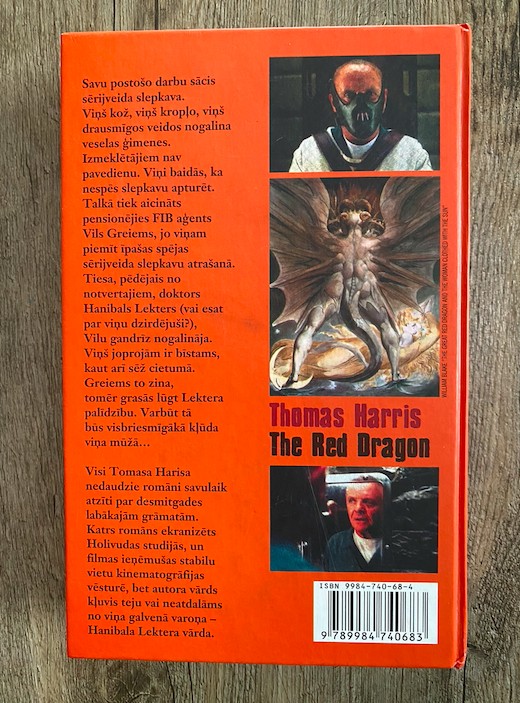 Savu postošo darbu sācis
sērijveida slepkava.
Viņš kož, viņš kropļo, viņš
drausmīgos veidos nogalina
veselas ģimenes.
Izmeklētājiem nav
pavedienu. Viņi baidās, ka
nespēs slepkavu apturēt.
Talkā tiek aicināts
pensionējies FIB aģents
Vils Greiems, jo viņam
piemīt īpašas spējas
sērijveida slepkavu atrašanā.
Tiesa, pēdējais no
notvertajiem, doktors
Hanibals Lekters (vai esat
par viņu dzirdējuši?),
Vilu gandrīz nogalināja.
Viņš joprojām ir bīstams,
kaut arī sēž cietumā.
Greiems to zina,
tomēr grasās lūgt Lektera
palīdzību. Varbūt tā
būs visbriesmīgākā kļūda
viņa mūžā...
Visi Tomasa Harisa
nedaudzie romāni savulaik
atzīti par desmitgades
labākajām grāmatām.
Katrs romāns ekranizēts
Holivudas studijās, un
filmas ieņēmušas stabilu
vietu kinematogrāfijas
vēsturē, bet autora vārds
kļuvis teju vai neatdalāms
no viņa galvenā varoņa –
Hanibala Lektera vārda.
WILLIAM BLAKE "THE GREAT RED DRAGON AND THE WOMAN CLOTHED WITH THE SUN"
Thomas Harris
The Red Dragon
ISBN 9984-740-68-4
9 789984 740683